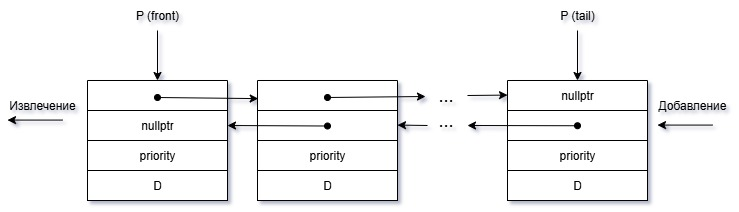 P (front)
P (tail)
Извлечение
...
nullptr
Добавление
nullptr
...
priority
priority
priority
D
D
D